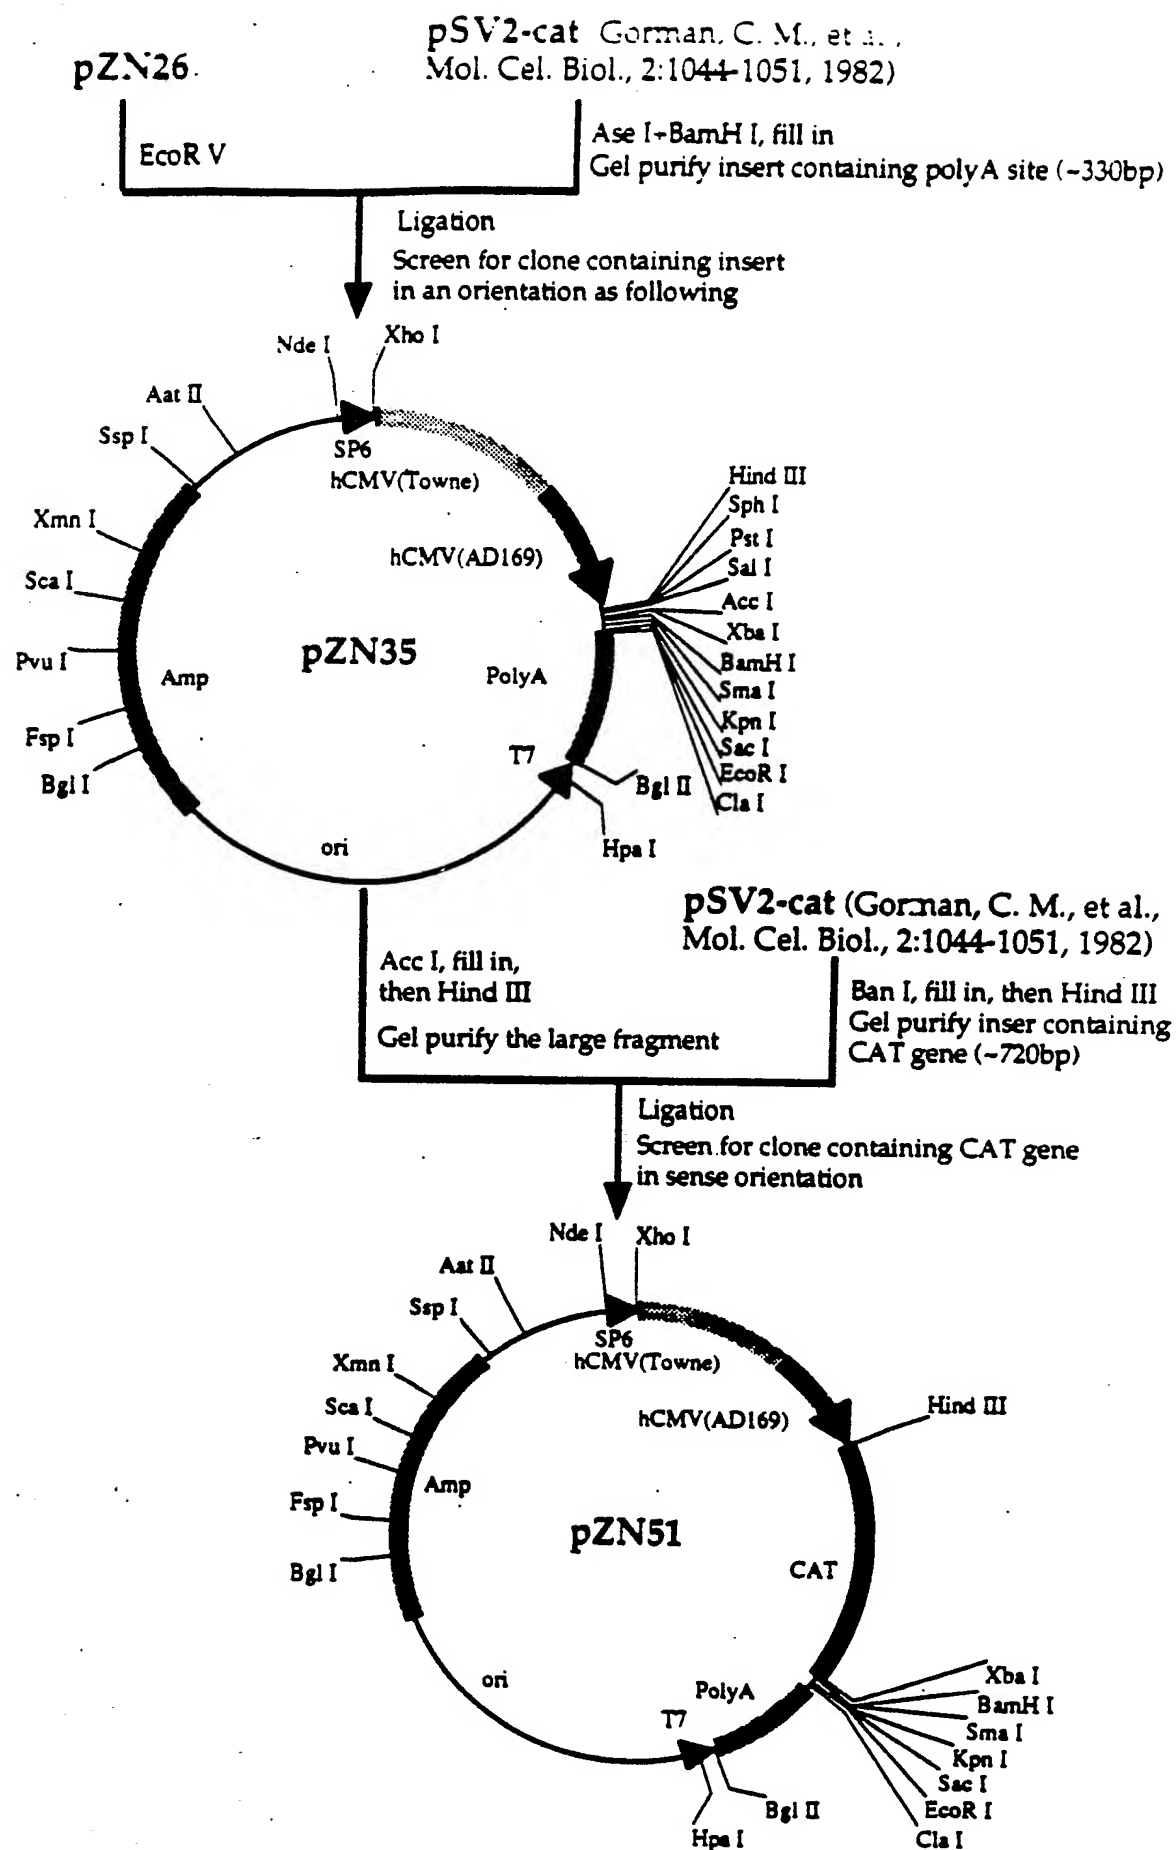 pZN26
pSV2-cat Gorman, C. M., et al.,
Mol. Cel. Biol., 2:1044-1051, 1982)
EcoR V
Ase I+BamH I, fill in
Gel purify insert containing polyA site (~330bp)
Ligation
Screen for clone containing insert
in an orientation as following
Nde I
Xho I
Aat II
Ssp I
Xmn I
Sca I
Pvu I
Fsp I
Bgl I
SP6
hCMV(Towne)
hCMV(AD169)
pZN35
Amp
PolyA
T7
ori
Hind III
Sph I
Pst I
Sal I
Acc I
Xba I
BamH I
Sma I
Kpn I
Sac I
EcoR I
Cla I
Bgl II
Hpa I
pSV2-cat (Gorman, C. M., et al.,
Mol. Cel. Biol., 2:1044-1051, 1982)
Acc I, fill in,
then Hind III
Gel purify the large fragment
Ban I, fill in, then Hind III
Gel purify inser containing
CAT gene (~720bp)
Ligation
Screen for clone containing CAT gene
in sense orientation
Nde I
Xho I
Aat II
Ssp I
Xmn I
Sca I
Pvu I
Fsp I
Bgl I
SP6
hCMV(Towne)
hCMV(AD169)
Hind III
Amp
pZN51
CAT
ori
PolyA
T7
Xba I
BamH I
Sma I
Kpn I
Sac I
EcoR I
Cla I
Bgl II
Hpa I